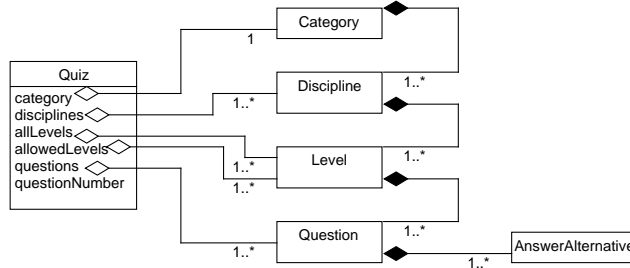 Category
1
Quiz
category
disciplines
allLevels
allowedLevels
questions
questionNumber
Discipline
1..*
1..*
Level
1..*
1..*
1..*
Question
1..*
1..*
AnswerAlternative
1..*